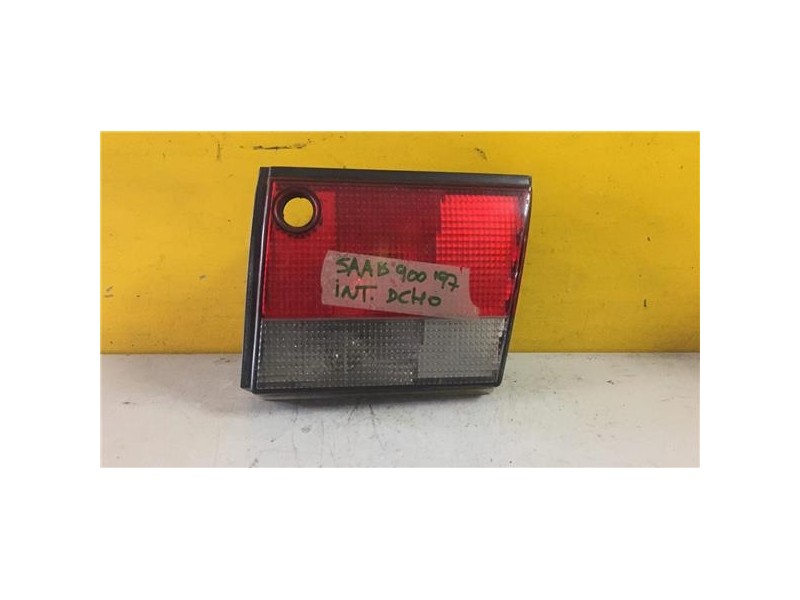 SAAB 900 '97
INT. DCHO